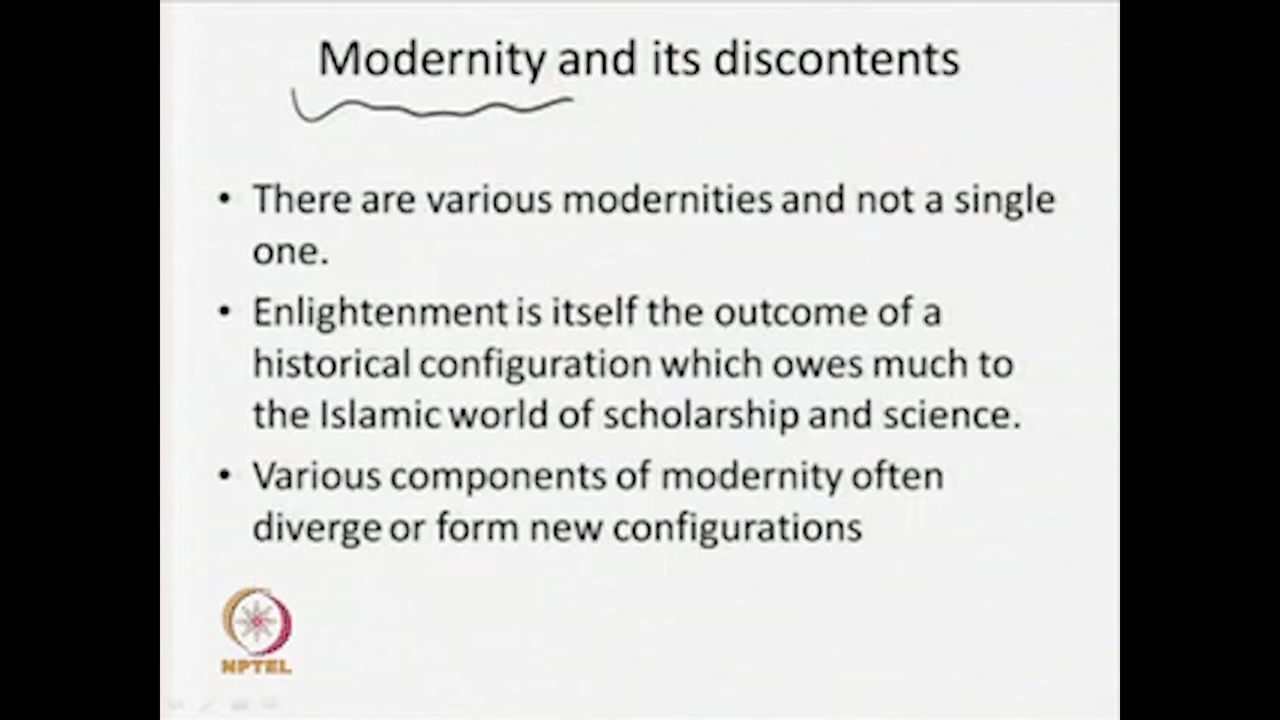 Modernity and its discontents
• There are various modernities and not a single
one.
• Enlightenment is itself the outcome of a
historical configuration which owes much to
the Islamic world of scholarship and science.
• Various components of modernity often
diverge or form new configurations
NPTEL